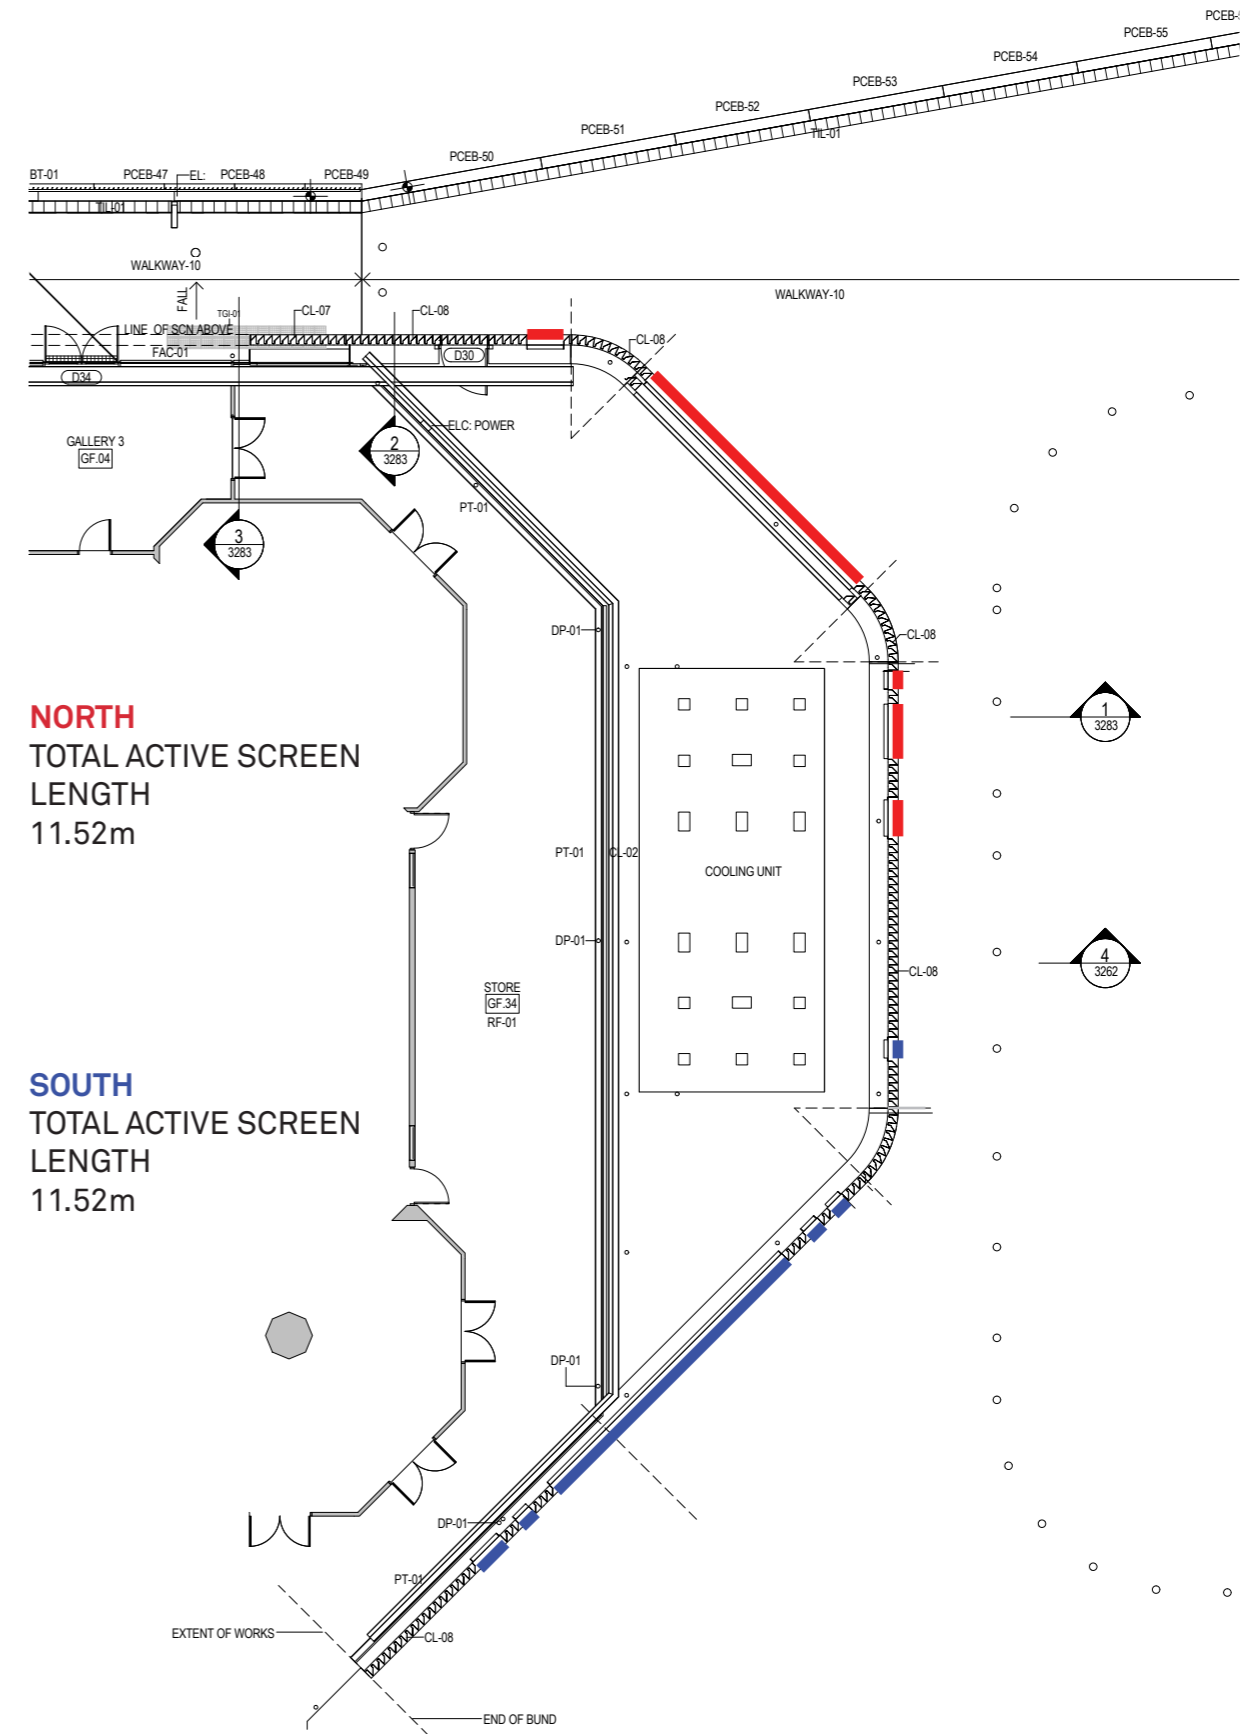 PCEB-55
PCEB-54
PCEB-53
PCEB-52
TIL-01
PCEB-51
PCEB-50
BT-01
PCEB-47
EL:
PCEB-48
PCEB-49
TIL-01
WALKWAY-10
WALKWAY-10
FALL
TGI-01
CL-07
CL-08
LINE OF SCN ABOVE
FAC-01
D30
CL-08
D34
ELC: POWER
GALLERY 3
GF.04
2
3283
PT-01
3
3283
DP-01
CL-08
NORTH
TOTAL ACTIVE SCREEN
LENGTH
11.52m
1
3283
PT-01
CL-02
COOLING UNIT
DP-01
4
3262
CL-08
STORE
GF.34
RF-01
SOUTH
TOTAL ACTIVE SCREEN
LENGTH
11.52m
DP-01
DP-01
PT-01
EXTENT OF WORKS
CL-08
END OF BUND